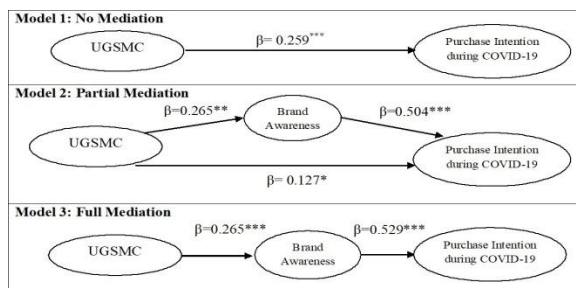 Model 1: No Mediation
UGSMC
β= 0.259***
Purchase Intention
during COVID-19
Model 2: Partial Mediation
β=0.265**
Brand
Awareness
β=0.504***
UGSMC
Purchase Intention
during COVID-19
β= 0.127*
Model 3: Full Mediation
β=0.265***
β=0.529***
UGSMC
Brand
Awareness
Purchase Intention
during COVID-19